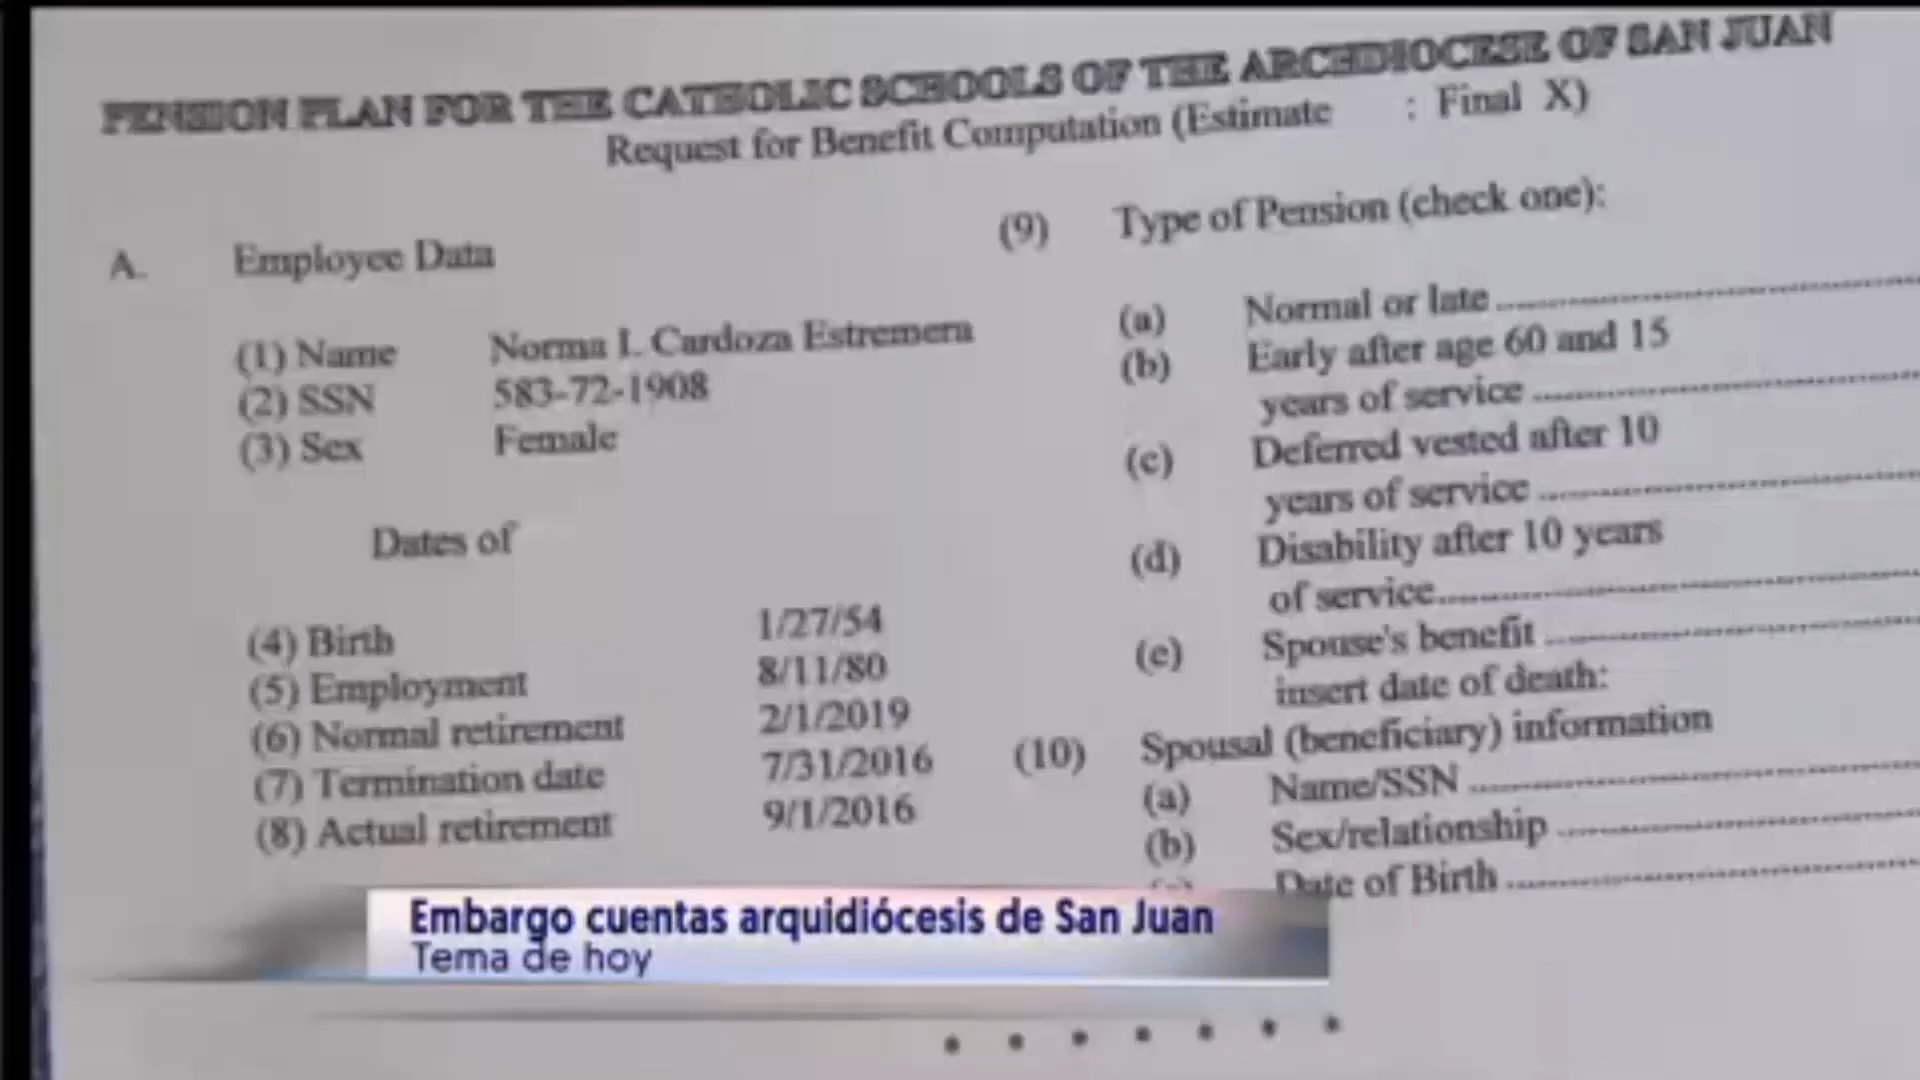 PENSION PLAN FOR THE CATHOLIC SCHOOLS OF THE ARCHDIOCESE OF SAN JUAN
Request for Benefit Computation (Estimate : Final X)
A. Employee Data
(1) Name Norma I. Cardoza Estremera
(2) SSN 583-72-1908
(3) Sex Female
Dates of
(4) Birth 1/27/54
(5) Employment 8/11/80
(6) Normal retirement 2/1/2019
(7) Termination date 7/31/2016
(8) Actual retirement 9/1/2016
(9) Type of Pension (check one):
(a) Normal or late
(b) Early after age 60 and 15
years of service
(c) Deferred vested after 10
years of service
(d) Disability after 10 years
of service
(e) Spouse's benefit
insert date of death:
(10) Spousal (beneficiary) information
(a) Name/SSN
(b) Sex/relationship
Date of Birth
Embargo cuentas arquidiócesis de San Juan
Tema de hoy